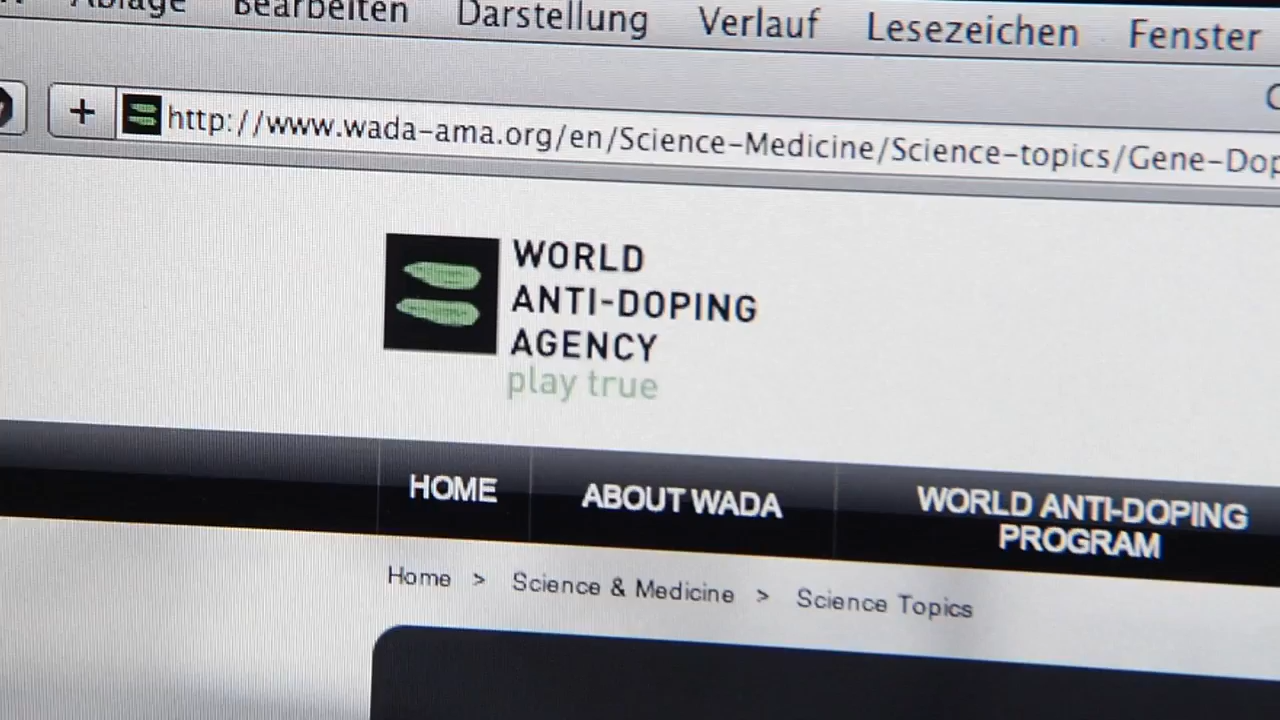 Ablage Bearbeiten Darstellung Verlauf Lesezeichen Fenster
+ http://www.wada-ama.org/en/Science-Medicine/Science-topics/Gene-Dop
WORLD
ANTI-DOPING
AGENCY
play true
HOME ABOUT WADA WORLD ANTI-DOPING
PROGRAM
Home > Science & Medicine > Science Topics